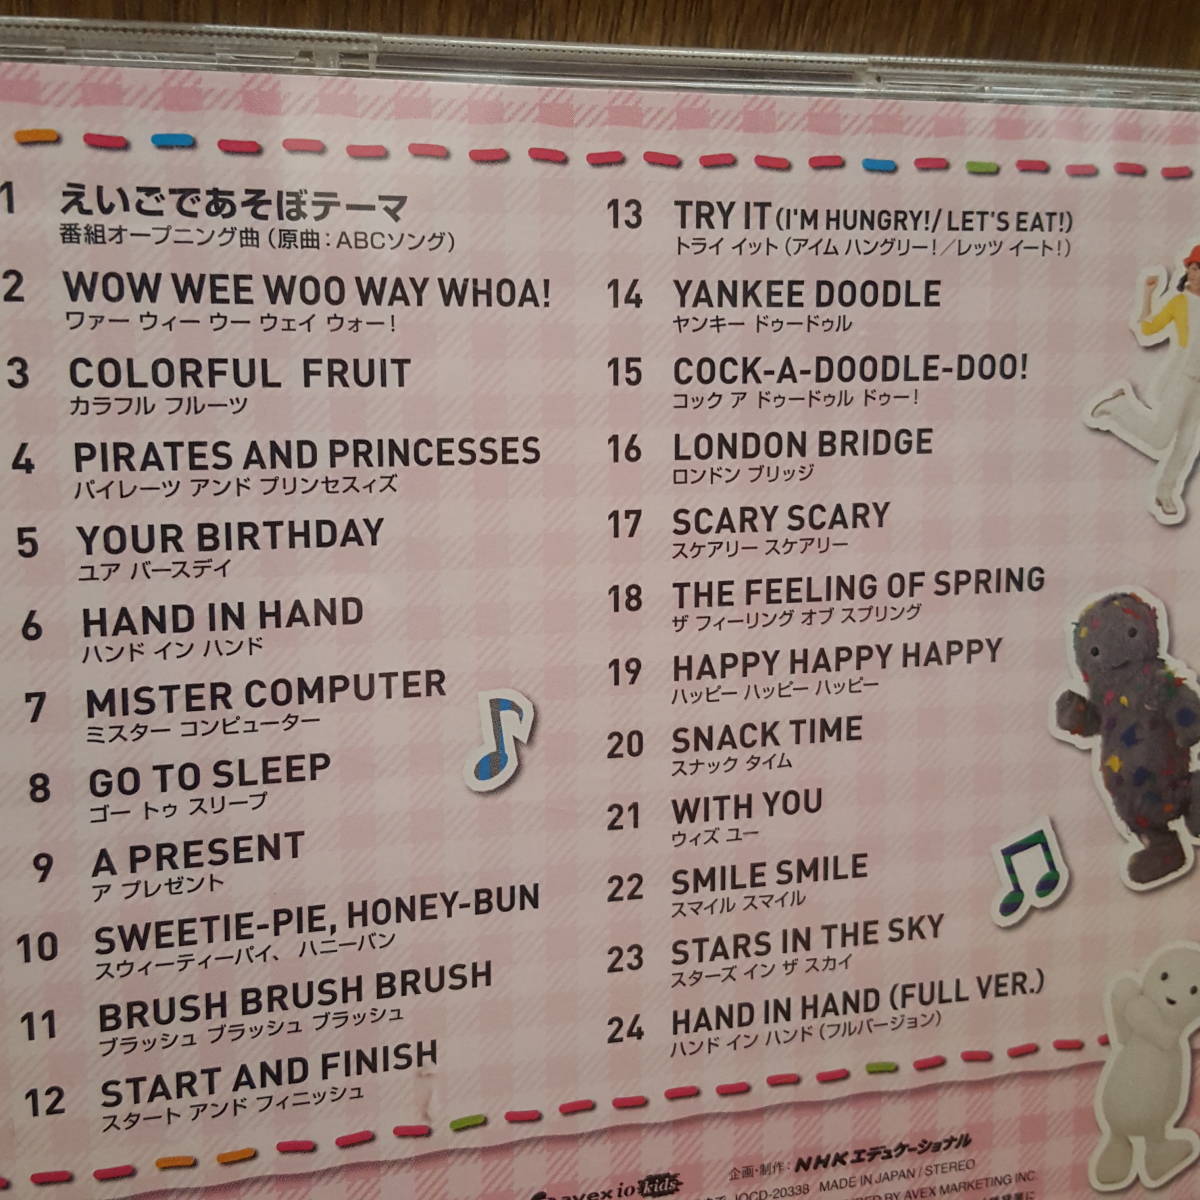 1 えいごであそぼテーマ
番組オープニング曲（原曲：ABCソング）
2 WOW WEE WOO WAY WHOA!
ワァー ウィー ウー ウェイ ウォー！
3 COLORFUL FRUIT
カラフル フルーツ
4 PIRATES AND PRINCESSES
パイレーツ アンド プリンセスィズ
5 YOUR BIRTHDAY
ユア バースデイ
6 HAND IN HAND
ハンド イン ハンド
7 MISTER COMPUTER
ミスター コンピューター
8 GO TO SLEEP
ゴー トゥ スリープ
9 A PRESENT
ア プレゼント
10 SWEETIE-PIE, HONEY-BUN
スウィーティーパイ、ハニーバン
11 BRUSH BRUSH BRUSH
ブラッシュ ブラッシュ ブラッシュ
12 START AND FINISH
スタート アンド フィニッシュ
13 TRY IT (I'M HUNGRY!/ LET'S EAT!)
トライ イット（アイム ハングリー！／レッツ イート！）
14 YANKEE DOODLE
ヤンキー ドゥードゥル
15 COCK-A-DOODLE-DOO!
コック ア ドゥードゥル ドゥー！
16 LONDON BRIDGE
ロンドン ブリッジ
17 SCARY SCARY
スケアリー スケアリー
18 THE FEELING OF SPRING
ザ フィーリング オブ スプリング
19 HAPPY HAPPY HAPPY
ハッピー ハッピー ハッピー
20 SNACK TIME
スナック タイム
21 WITH YOU
ウィズ ユー
22 SMILE SMILE
スマイル スマイル
23 STARS IN THE SKY
スターズ イン ザ スカイ
24 HAND IN HAND (FULL VER.)
ハンド イン ハンド（フルバージョン）
企画・制作：NHKエデュケーショナル
avex io kids
IOCD-20338 MADE IN JAPAN / STEREO
BY AVEX MARKETING INC.